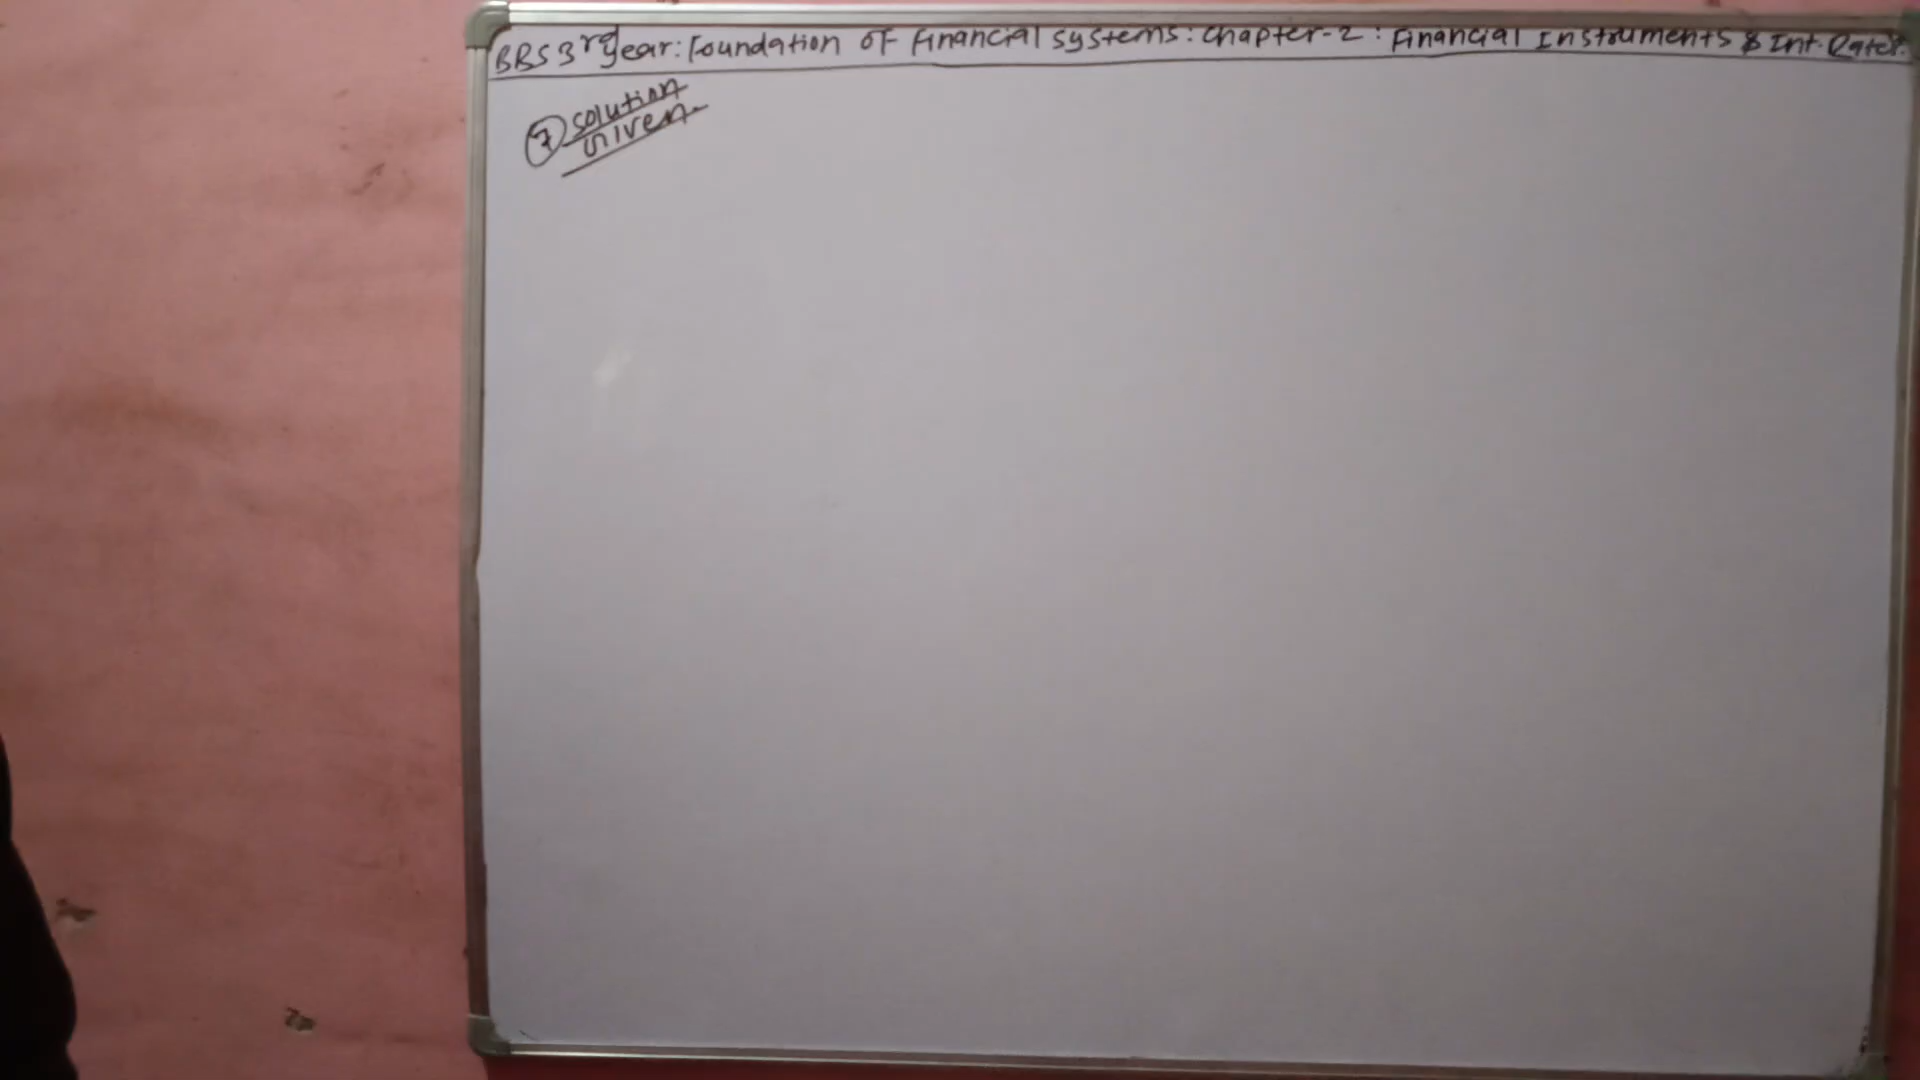 BBS 3rd year: Foundation of Financial systems: Chapter-2: Financial Instruments & Int. Rates.
7 solution
Given